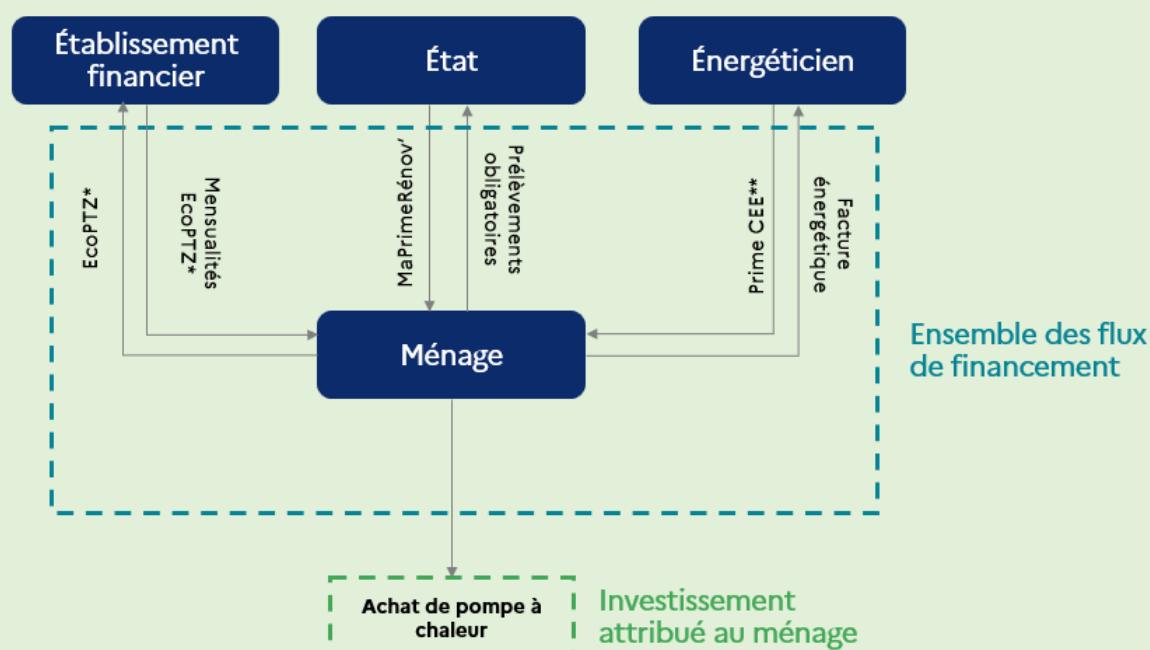 Établissement
financier
État
Énergéticien
EcoPTZ*
Mensualités
EcoPTZ*
MaPrimeRénov’
Prélèvements
obligatoires
Prime CEE**
Facture
énergétique
Ménage
Ensemble des flux
de financement
Achat de pompe à
chaleur
Investissement
attribué au ménage